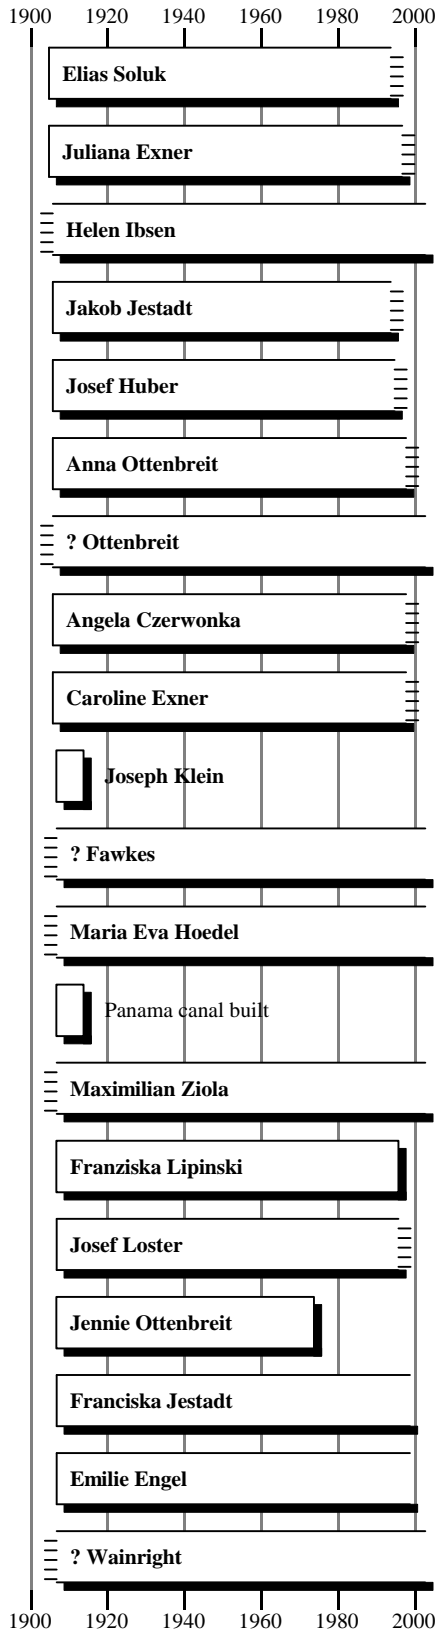 1900 1920 1940 1960 1980 2000
Elias Soluk
Juliana Exner
Helen Ibsen
Jakob Jestadt
Josef Huber
Anna Ottenbreit
? Ottenbreit
Angela Czerwonka
Caroline Exner
Joseph Klein
? Fawkes
Maria Eva Hoedel
Panama canal built
Maximilian Ziola
Franziska Lipinski
Josef Loster
Jennie Ottenbreit
Franciska Jestadt
Emilie Engel
? Wainright
1900 1920 1940 1960 1980 2000